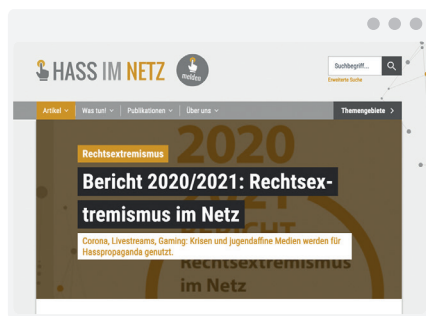 HASS IM NETZ
melden
Suchbegriff...
Erweiterte Suche
Artikel
Was tun!
Publikationen
Über uns
Themengebiete
2020
Rechtsextremismus
Bericht 2020/2021: Rechtsex-
tremismus im Netz
Corona, Livestreams, Gaming: Krisen und jugendaffine Medien werden für
Hasspropaganda genutzt.
Rechtsextremismus
im Netz